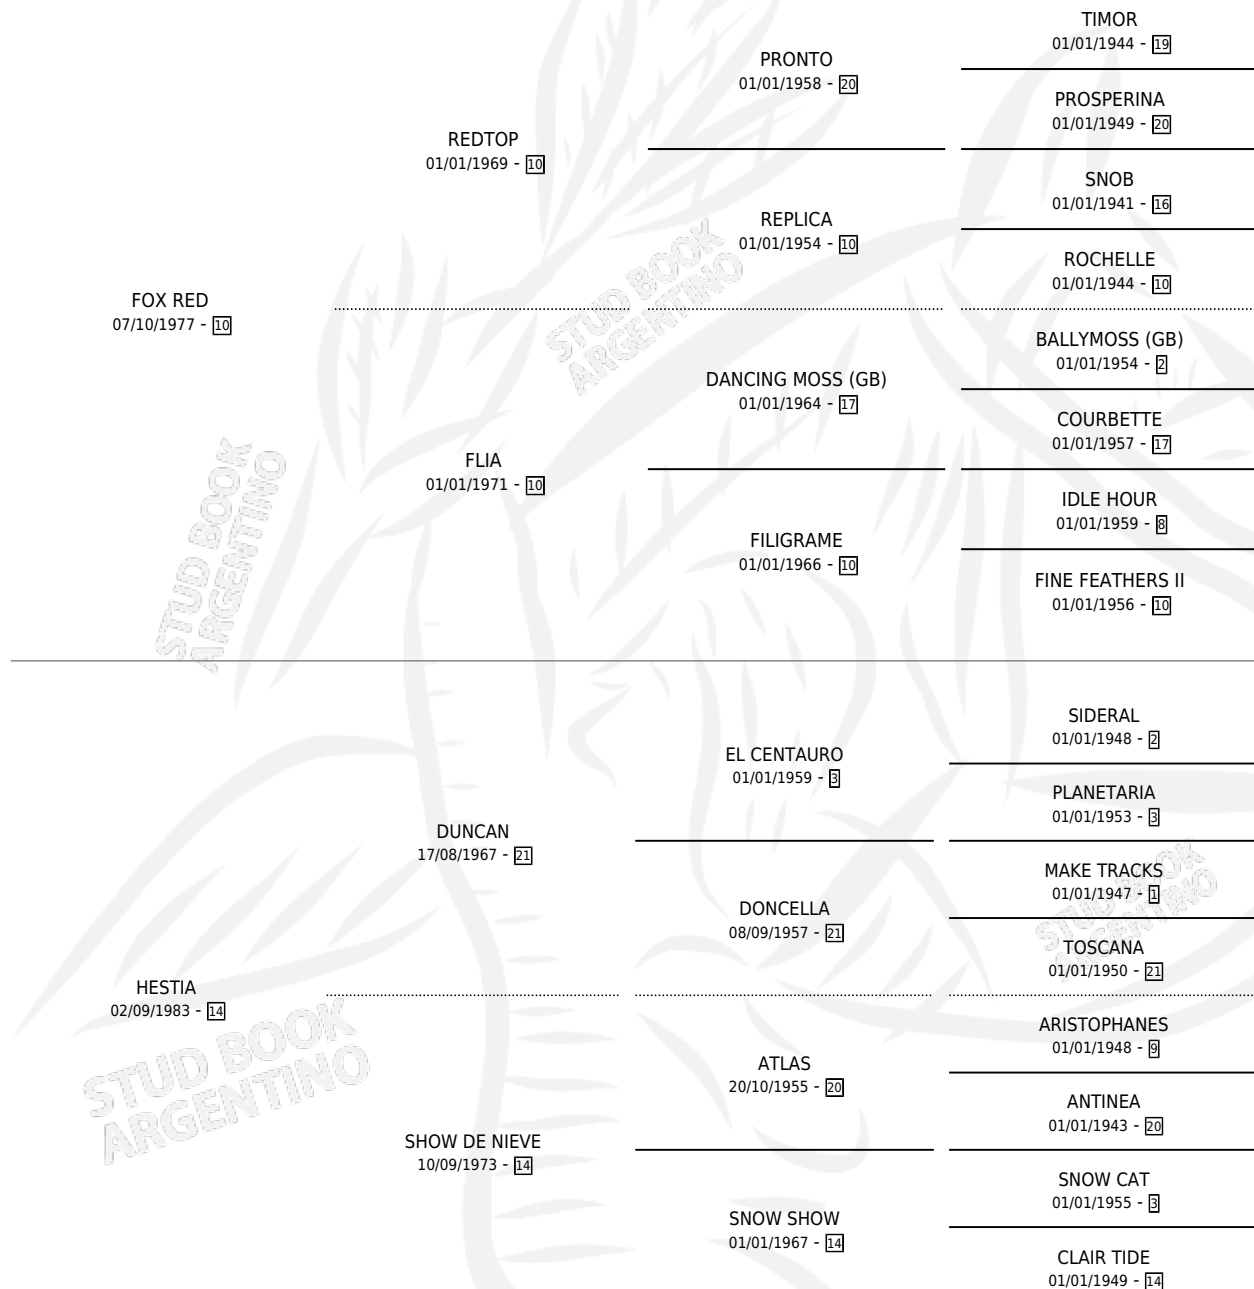 TIMOR
01/01/1944 - 19
PRONTO
01/01/1958 - 20
PROSPERINA
01/01/1949 - 20
REDTOP
01/01/1969 - 10
SNOB
01/01/1941 - 16
REPLICA
01/01/1954 - 10
ROCHELLE
01/01/1944 - 10
FOX RED
07/10/1977 - 10
BALLYMOSS (GB)
01/01/1954 - 2
DANCING MOSS (GB)
01/01/1964 - 17
COURBETTE
01/01/1957 - 17
FLIA
01/01/1971 - 10
IDLE HOUR
01/01/1959 - 8
FILIGRAME
01/01/1966 - 10
FINE FEATHERS II
01/01/1956 - 10
SIDERAL
01/01/1948 - 2
EL CENTAURO
01/01/1959 - 3
PLANETARIA
01/01/1953 - 3
DUNCAN
17/08/1967 - 21
MAKE TRACKS
01/01/1947 - 1
DONCELLA
08/09/1957 - 21
TOSCANA
01/01/1950 - 21
HESTIA
02/09/1983 - 14
ARISTOPHANES
01/01/1948 - 9
ATLAS
20/10/1955 - 20
ANTINEA
01/01/1943 - 20
SHOW DE NIEVE
10/09/1973 - 14
SNOW CAT
01/01/1955 - 3
SNOW SHOW
01/01/1967 - 14
CLAIR TIDE
01/01/1949 - 14
STUD BOOK
ARGENTINO
STUD BOOK
ARGENTINO
STUD BOOK
ARGENTINO
STUD BOOK
ARGENTINO